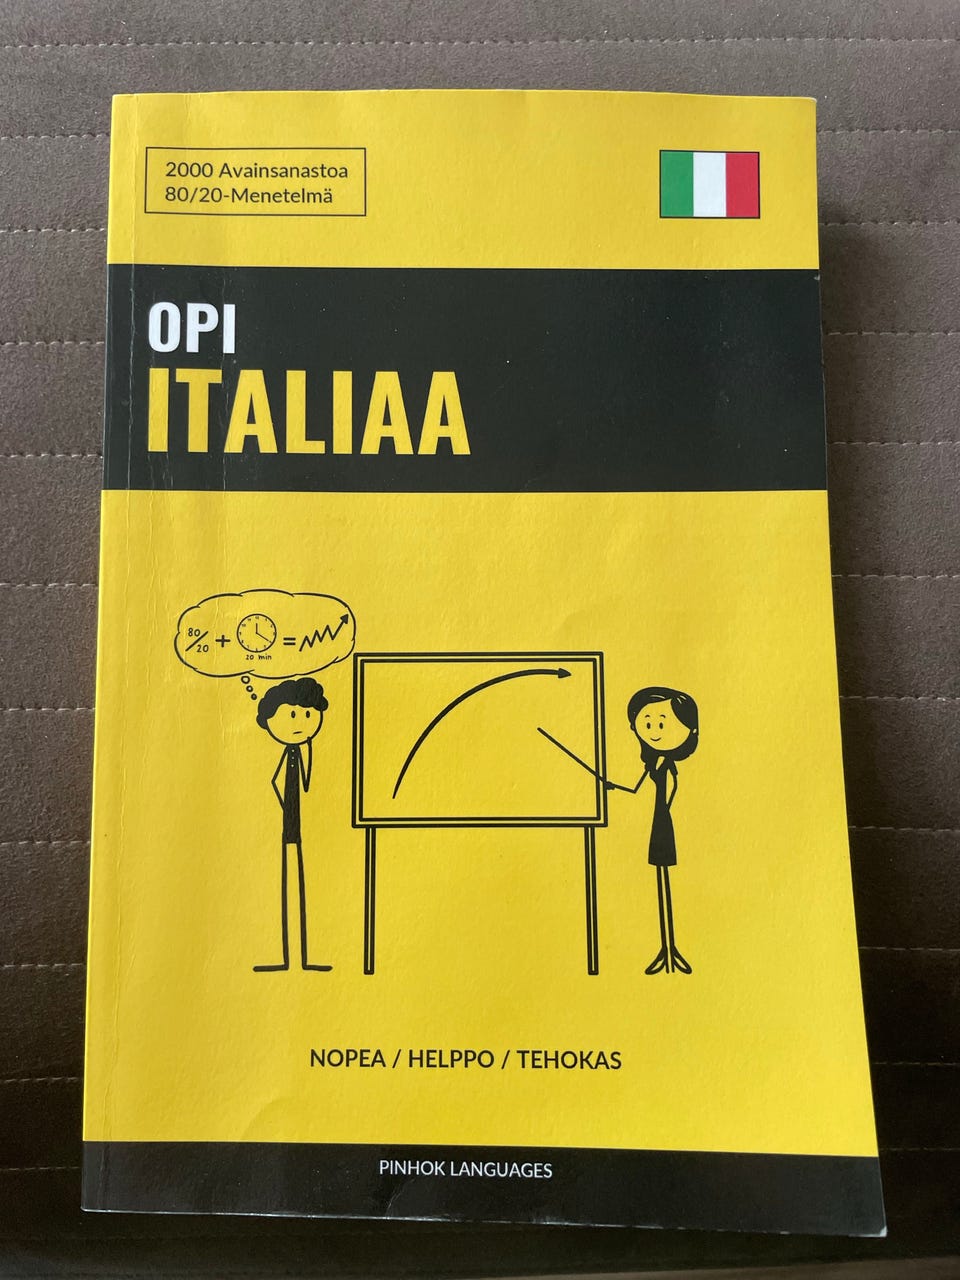 2000 Avainsanastoa
80/20-Menetelmä
OPI
ITALIAA
80/20 + = 
20 min
NOPEA / HELPPO / TEHOKAS
PINHOK LANGUAGES